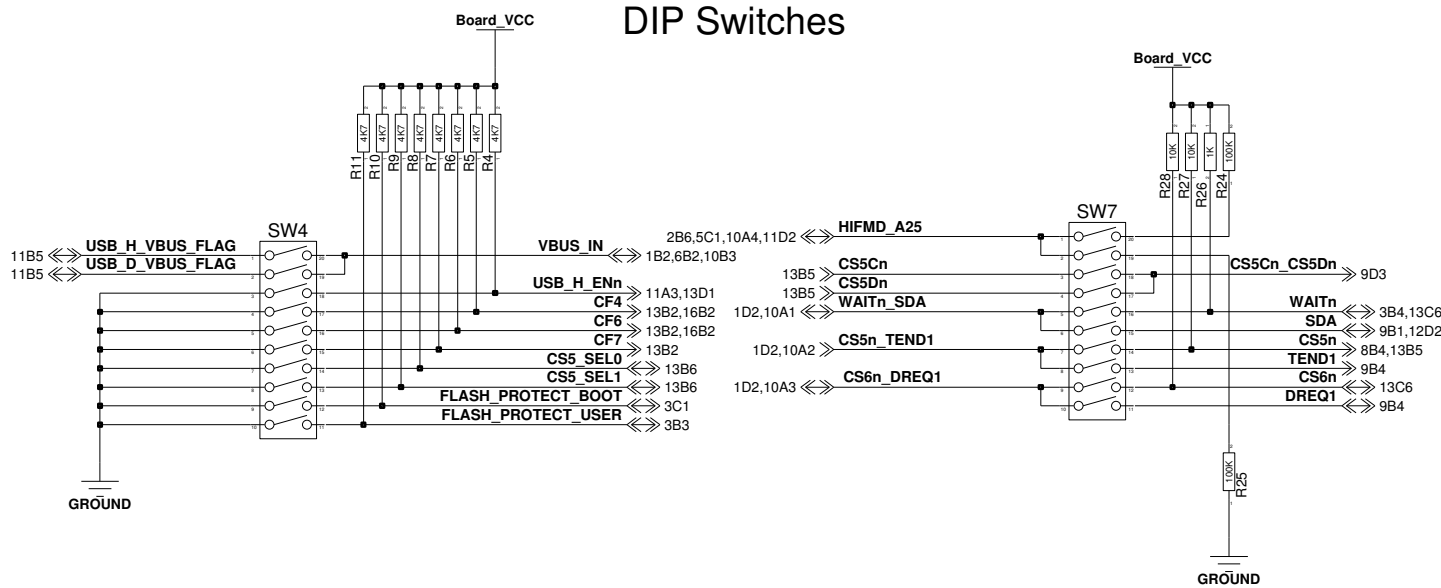 DIP Switches
Board_VCC
Board_VCC
4K7 4K7 4K7 4K7 4K7 4K7 4K7 4K7
R11 R10 R9 R8 R7 R6 R5 R4
10K 10K 1K 100K
R28 R27 R26 R24
SW4
11B5 USB_H_VBUS_FLAG
11B5 USB_D_VBUS_FLAG
VBUS_IN 1B2,6B2,10B3
USB_H_ENn 11A3,13D1
CF4 13B2,16B2
CF6 13B2,16B2
CF7 13B2
CS5_SEL0 13B6
CS5_SEL1 13B6
FLASH_PROTECT_BOOT 3C1
FLASH_PROTECT_USER 3B3
GROUND
SW7
2B6,5C1,10A4,11D2 HIFMD_A25
13B5 CS5Cn
13B5 CS5Dn
1D2,10A1 WAITn_SDA
1D2,10A2 CS5n_TEND1
1D2,10A3 CS6n_DREQ1
CS5Cn_CS5Dn 9D3
WAITn 3B4,13C6
SDA 9B1,12D2
CS5n 8B4,13B5
TEND1 9B4
CS6n 13C6
DREQ1 9B4
100K R25
GROUND